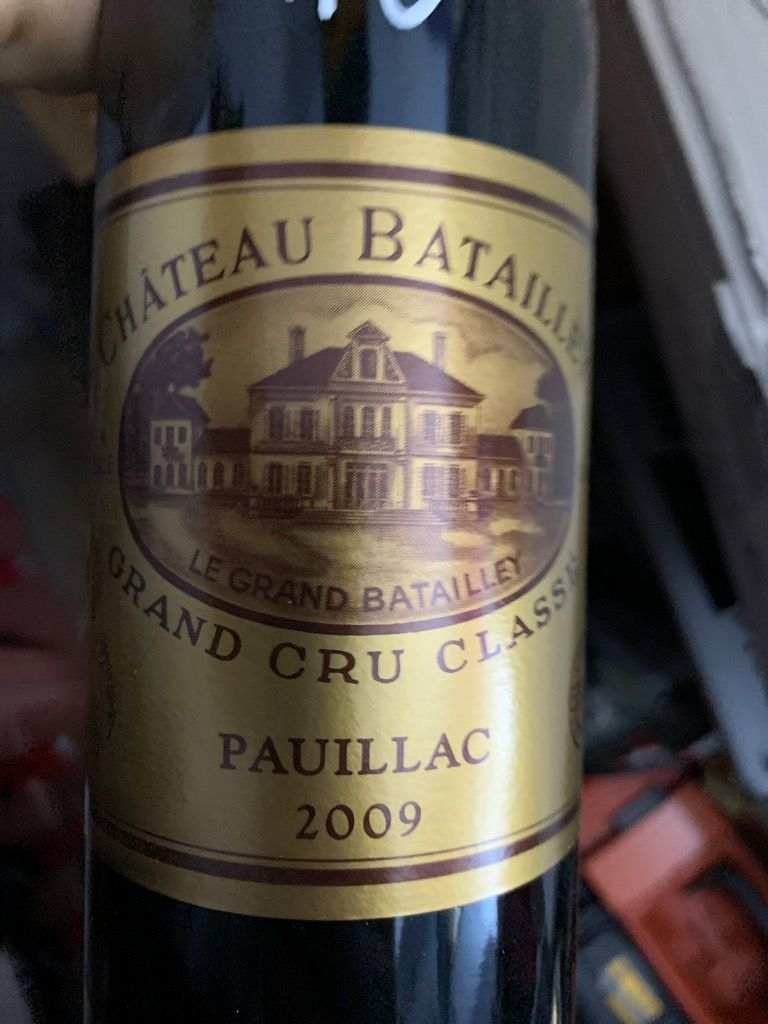 CHÂTEAU BATAILLEY
LE GRAND BATAILLEY
GRAND CRU CLASSÉ
PAUILLAC
2009